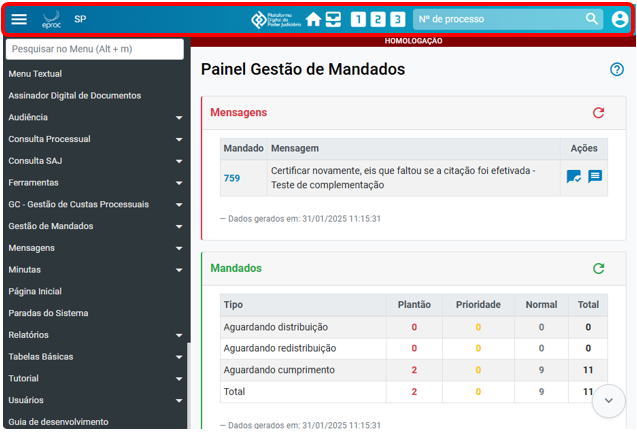 eproc
SP
Plataforma
Digital do
Poder Judiciário
1 2 3
Nº de processo
HOMOLOGAÇÃO
Pesquisar no Menu (Alt + m)
Menu Textual
Assinador Digital de Documentos
Audiência
Consulta Processual
Consulta SAJ
Ferramentas
GC - Gestão de Custas Processuais
Gestão de Mandados
Mensagens
Minutas
Página Inicial
Paradas do Sistema
Relatórios
Tabelas Básicas
Tutorial
Usuários
Guia de desenvolvimento
Painel Gestão de Mandados
Mensagens
Mandado Mensagem Ações
759 Certificar novamente, eis que faltou se a citação foi efetivada -
Teste de complementação
— Dados gerados em: 31/01/2025 11:15:31
Mandados
Tipo Plantão Prioridade Normal Total
Aguardando distribuição 0 0 0 0
Aguardando redistribuição 0 0 0 0
Aguardando cumprimento 2 0 9 11
Total 2 0 9 11
— Dados gerados em: 31/01/2025 11:15:31